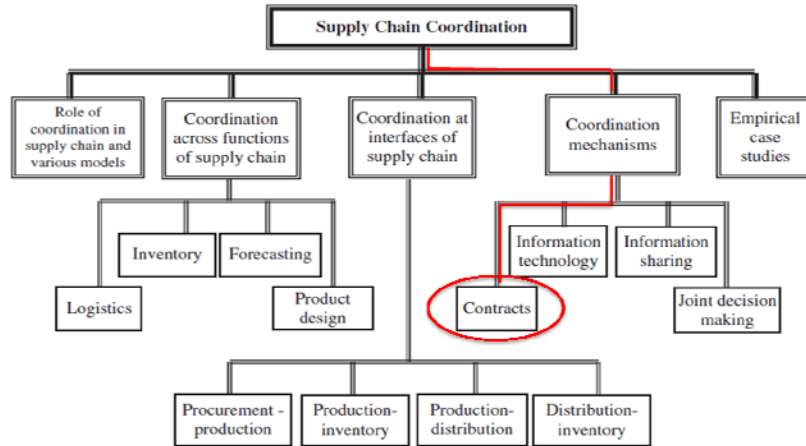 Supply Chain Coordination
Role of
coordination in
supply chain and
various models
Coordination
across functions
of supply chain
Coordination at
interfaces of
supply chain
Coordination
mechanisms
Empirical
case
studies
Logistics
Inventory
Forecasting
Product
design
Contracts
Information
technology
Information
sharing
Joint decision
making
Procurement -
production
Production-
inventory
Production-
distribution
Distribution-
inventory